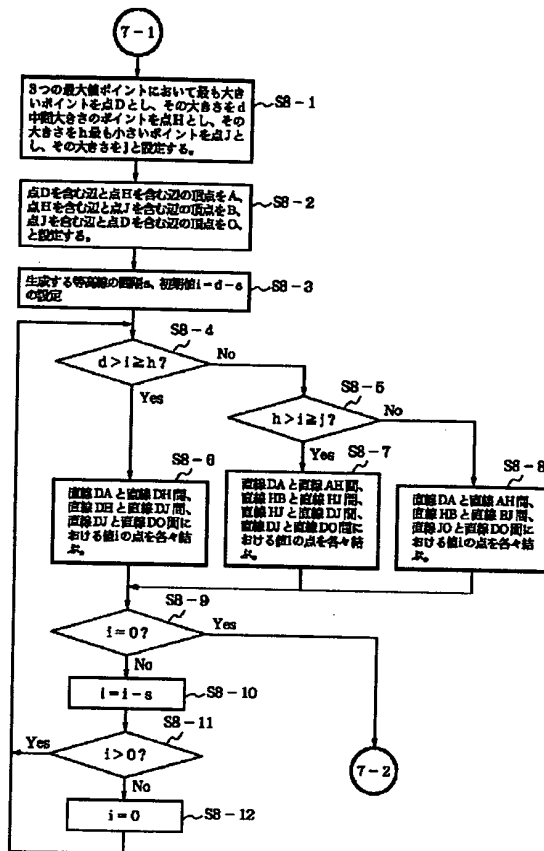 7-1
3つの最大値ポイントにおいて最も大き
いポイントを点Dとし、その大きさをd
中間大きさのポイントを点Hとし、その
大きさをh最も小さいポイントを点Jと
し、その大きさをjと設定する。
S8-1
点Dを含む辺と点Hを含む辺の頂点をA、
点Hを含む辺と点Jを含む辺の頂点をB、
点Jを含む辺と点Dを含む辺の頂点をO、
と設定する。
S8-2
生成する等高線の間隔s、初期値i=d-s
の設定
S8-3
S8-4
d>i≧h?
No
Yes
S8-5
h>i≧j?
No
Yes
S8-6
直線DAと直線DH間、
直線DHと直線DJ間、
直線DJと直線DO間に
おける値iの点を各々結
ぶ。
S8-7
直線DAと直線AH間、
直線HBと直線HJ間、
直線HJと直線DJ間、
直線DJと直線DO間に
おける値iの点を各々結
ぶ。
S8-8
直線DAと直線AH間、
直線HBと直線BJ間、
直線JOと直線DO間に
おける値iの点を各々結
ぶ。
S8-9
i=0?
Yes
No
i=i-s
S8-10
S8-11
Yes
i>0?
No
7-2
i=0
S8-12